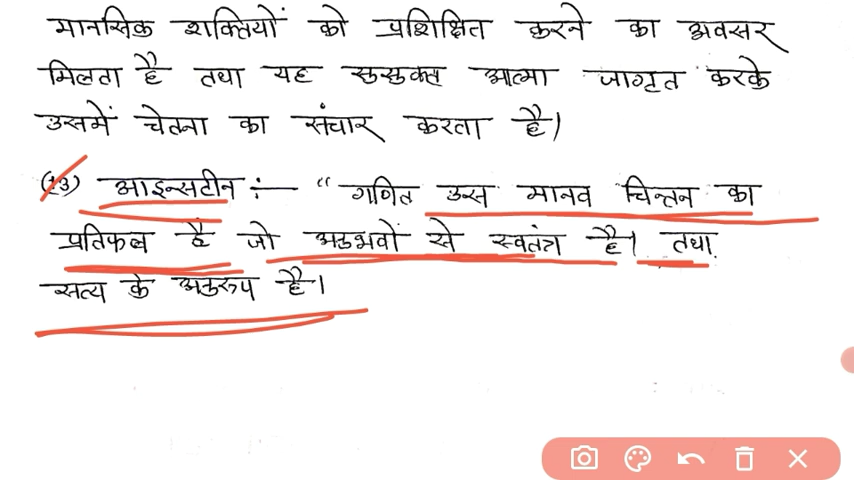 मानसिक शक्तियों को प्रशिक्षित करने का अवसर
मिलता है तथा यह सुसुक्त आत्मा जागृत करके
उसमें चेतना का संचार करता है।
(13) आइन्सटीन :— “गणित उस मानव चिन्तन का
प्रतिफल है जो अनुभवों से स्वतंत्र है। तथा
सत्य के अनुरुप है।